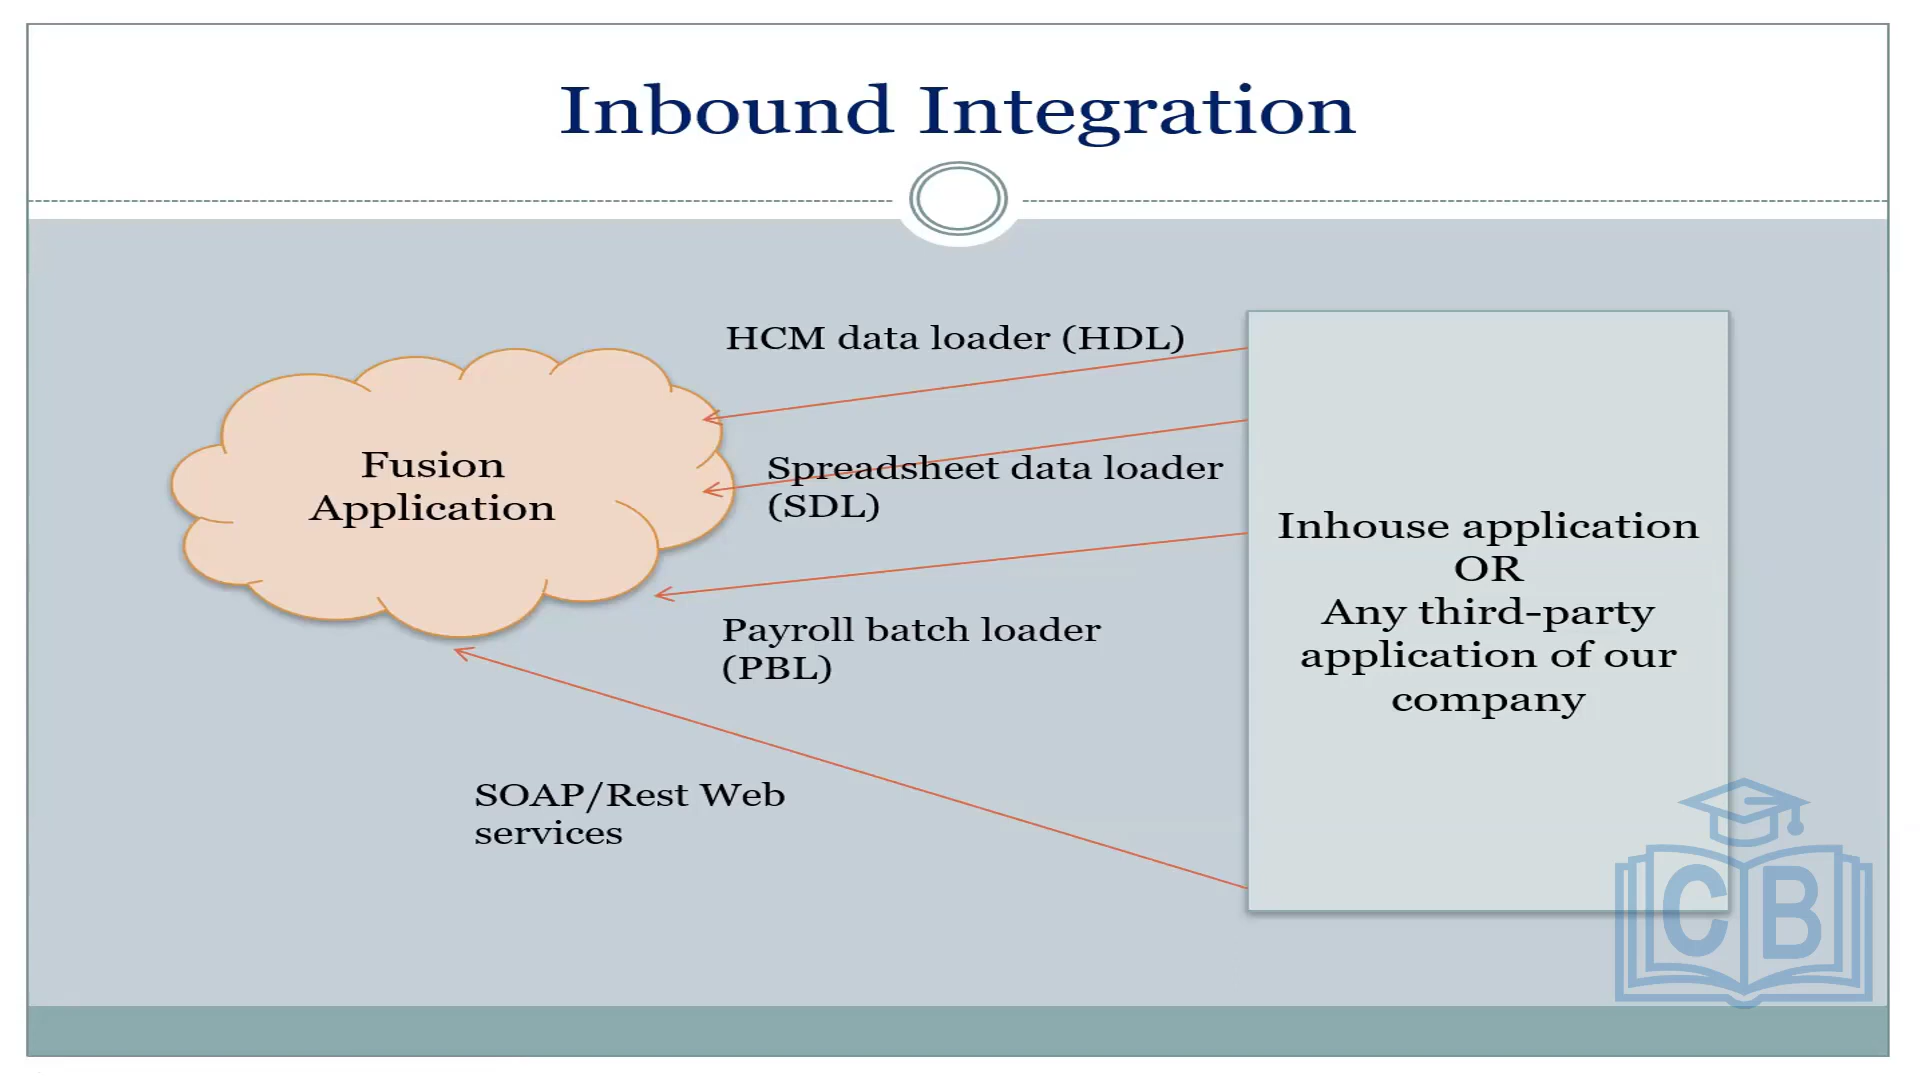 Inbound Integration
HCM data loader (HDL)
Fusion
Application
Spreadsheet data loader
(SDL)
Payroll batch loader
(PBL)
SOAP/Rest Web
services
Inhouse application
OR
Any third-party
application of our
company
CB